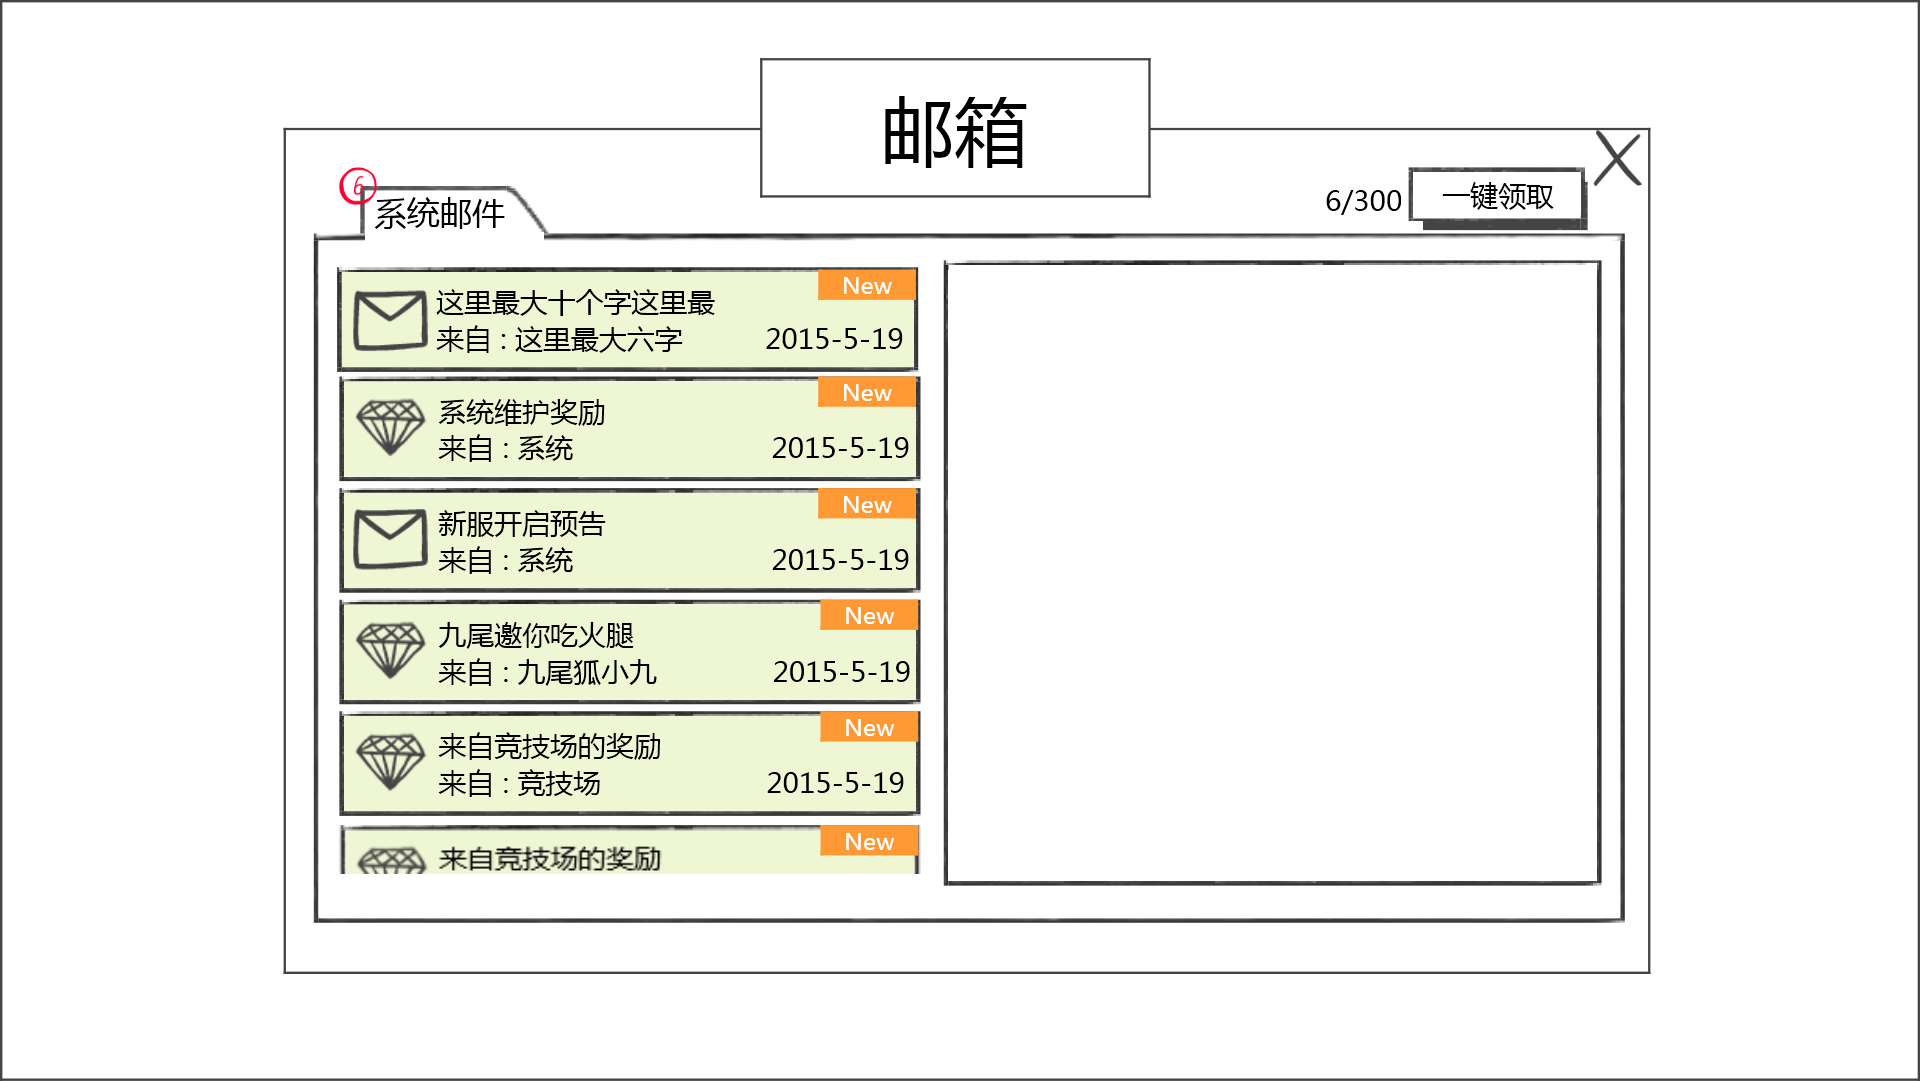 邮箱
6
系统邮件
6/300
一键领取
New
这里最大十个字这里最
来自：这里最大六字 2015-5-19
New
系统维护奖励
来自：系统 2015-5-19
New
新服开启预告
来自：系统 2015-5-19
New
九尾邀你吃火腿
来自：九尾狐小九 2015-5-19
New
来自竞技场的奖励
来自：竞技场 2015-5-19
New
来自竞技场的奖励